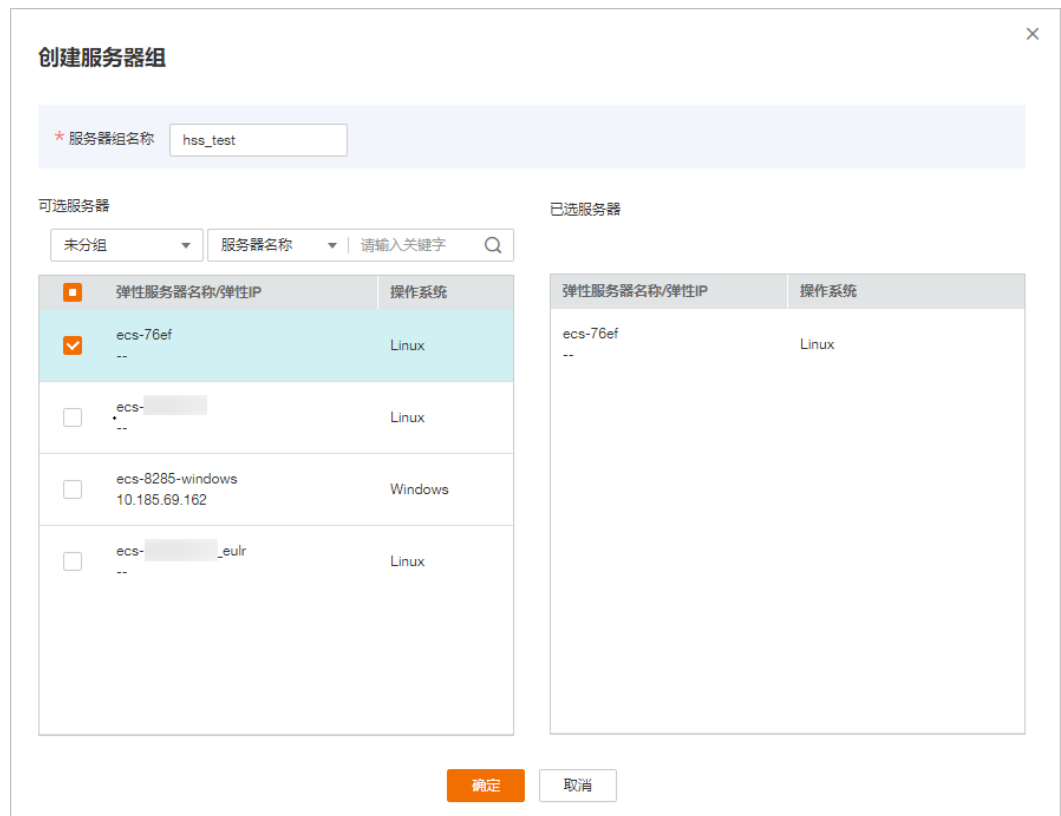 创建服务器组
* 服务器组名称 hss_test
可选服务器
已选服务器
未分组 服务器名称 请输入关键字
弹性服务器名称/弹性IP 操作系统
弹性服务器名称/弹性IP 操作系统
ecs-76ef
--
Linux
ecs-76ef
--
Linux
ecs-
--
Linux
ecs-8285-windows
10.185.69.162
Windows
ecs- _eulr
--
Linux
确定 取消